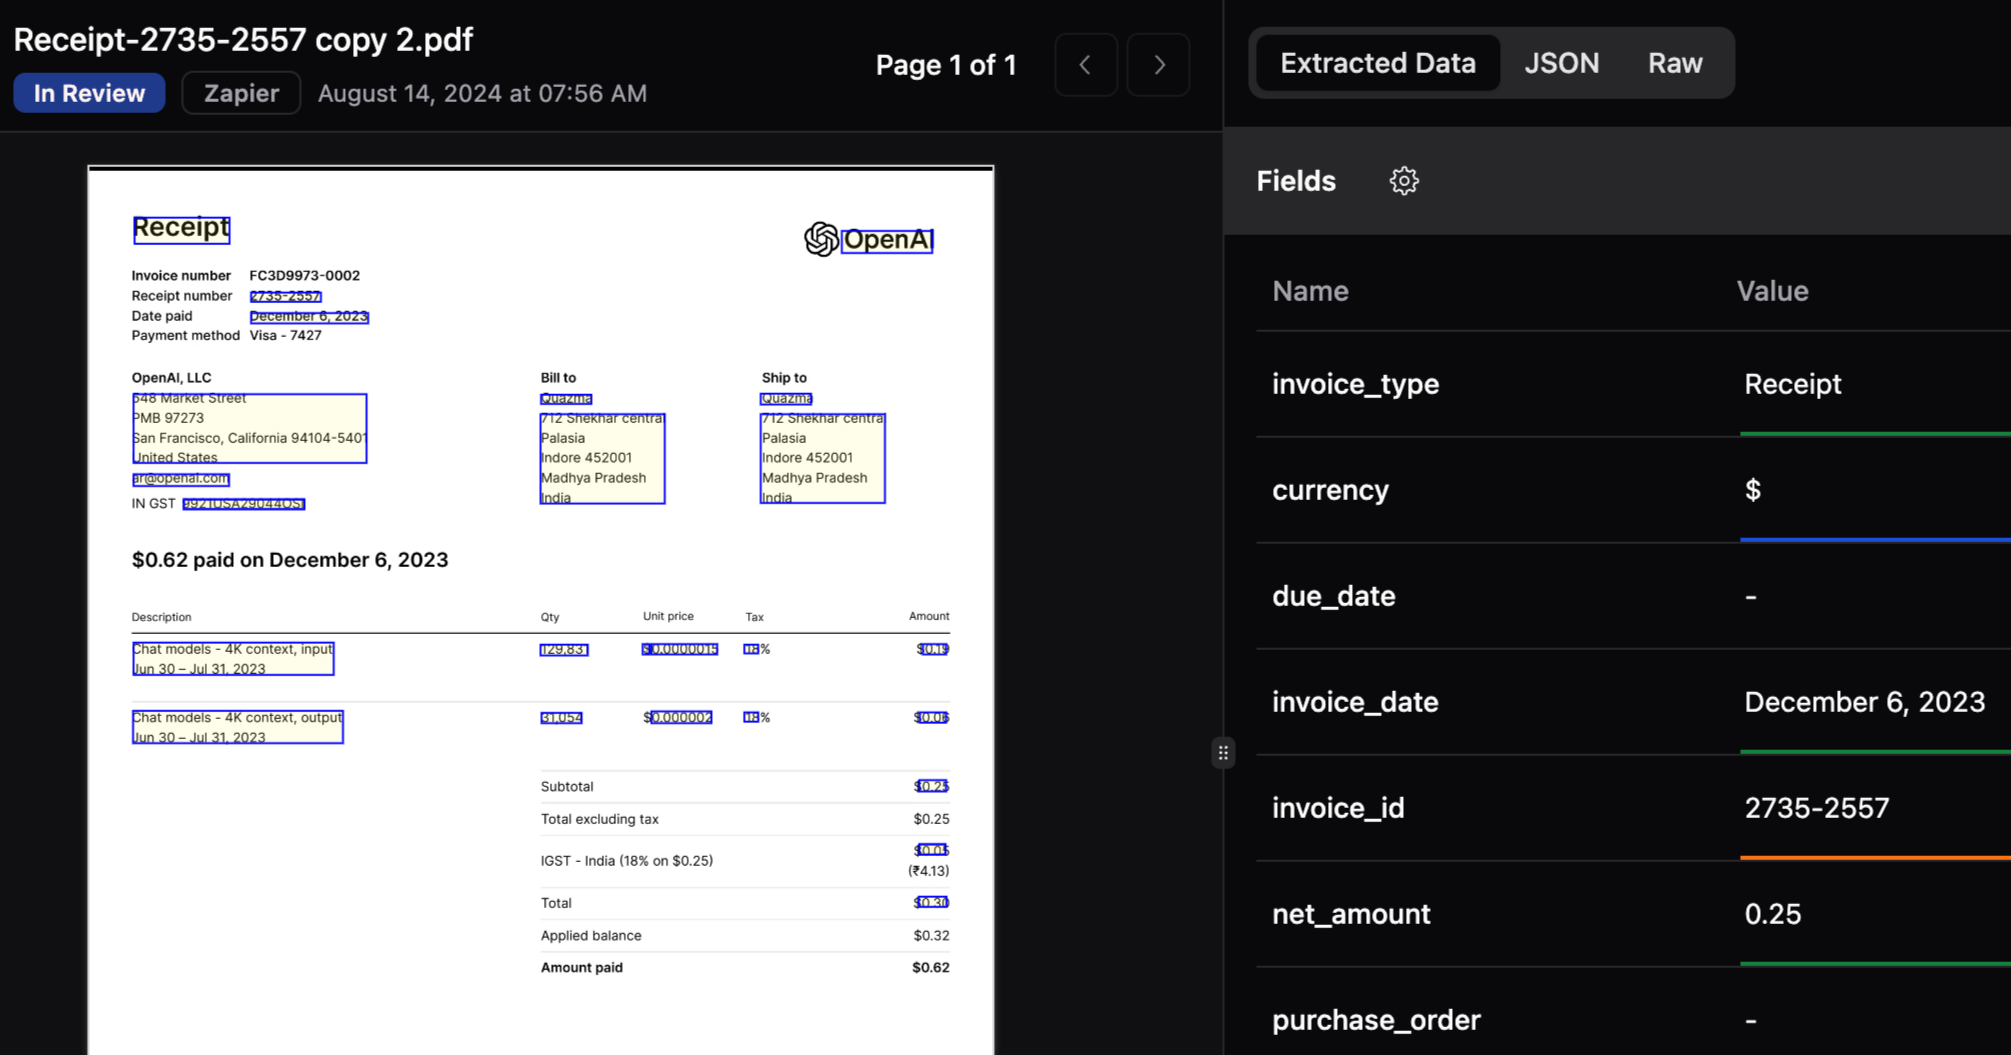 Receipt-2735-2557 copy 2.pdf
In Review
Zapier
August 14, 2024 at 07:56 AM
Page 1 of 1
Receipt
OpenAI
Invoice number FC3D9973-0002
Receipt number 2735-2557
Date paid December 6, 2023
Payment method Visa - 7427
OpenAI, LLC
548 Market Street
PMB 97273
San Francisco, California 94104-5401
United States
ar@openai.com
IN GST 9921USA29044OSI
Bill to
Quazma
712 Shekhar central
Palasia
Indore 452001
Madhya Pradesh
India
Ship to
Quazma
712 Shekhar central
Palasia
Indore 452001
Madhya Pradesh
India
$0.62 paid on December 6, 2023
Description Qty Unit price Tax Amount
Chat models - 4K context, input 129,831 $0.0000015 18% $0.19
Jun 30 – Jul 31, 2023
Chat models - 4K context, output 31,054 $0.000002 18% $0.06
Jun 30 – Jul 31, 2023
Subtotal $0.25
Total excluding tax $0.25
IGST - India (18% on $0.25) $0.05
(₹4.13)
Total $0.30
Applied balance $0.32
Amount paid $0.62
Extracted Data JSON Raw
Fields
Name Value
invoice_type Receipt
currency $
due_date -
invoice_date December 6, 2023
invoice_id 2735-2557
net_amount 0.25
purchase_order -